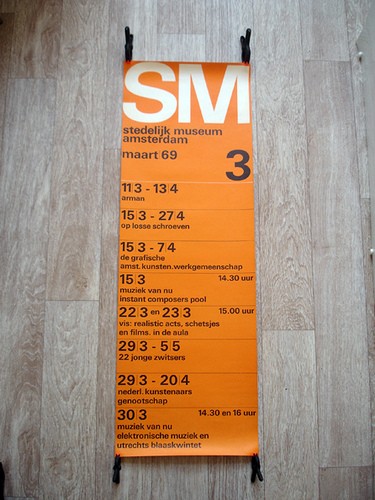 SM
stedelijk museum
amsterdam
maart 69
3
11|3 - 13|4
arman
15|3 - 27|4
op losse schroeven
15|3 - 7|4
de grafische
amst.kunsten.werkgemeenschap
15|3 14.30 uur
muziek van nu
instant composers pool
22|3 en 23|3 15.00 uur
vis: realistic acts, schetsjes
en films. in de aula
29|3 - 5|5
22 jonge zwitsers
29|3 - 20|4
nederl. kunstenaars
genootschap
30|3 14.30 en 16 uur
muziek van nu
elektronische muziek en
utrechts blaaskwintet